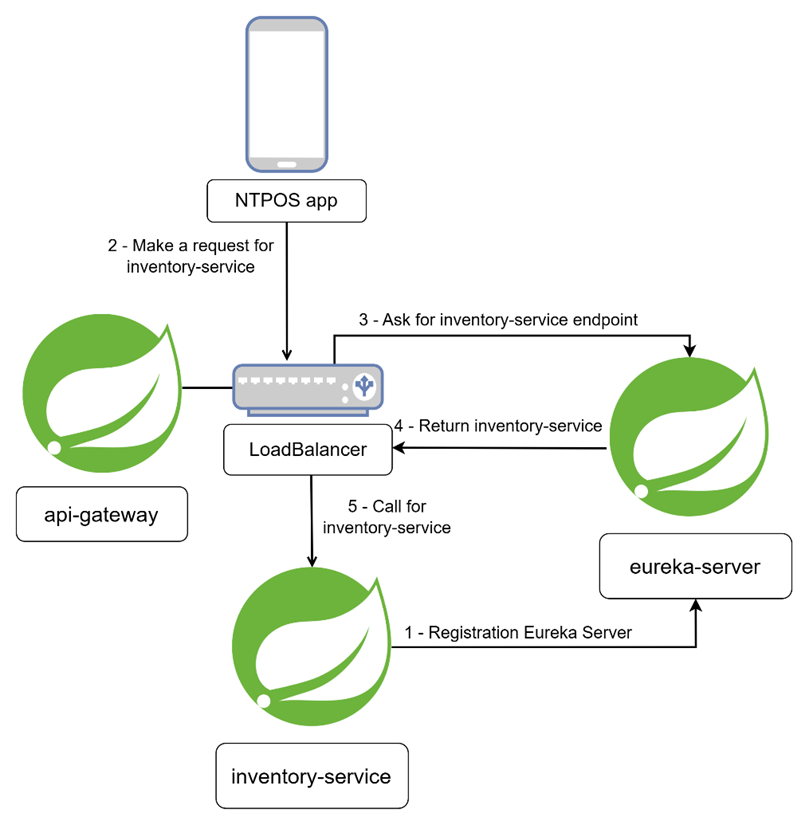 NTPOS app
2 - Make a request for
inventory-service
3 - Ask for inventory-service endpoint
4 - Return inventory-service
LoadBalancer
api-gateway
5 - Call for
inventory-service
eureka-server
1 - Registration Eureka Server
inventory-service